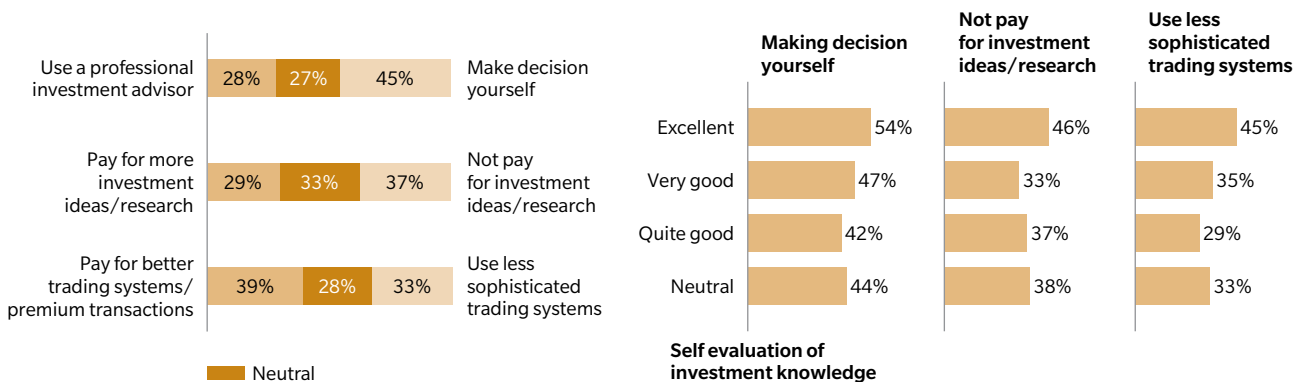 Use a professional
investment advisor
28%
27%
45%
Make decision
yourself
Pay for more
investment
ideas/research
29%
33%
37%
Not pay
for investment
ideas/research
Pay for better
trading systems/
premium transactions
39%
28%
33%
Use less
sophisticated
trading systems
Neutral
Making decision
yourself
Not pay
for investment
ideas/research
Use less
sophisticated
trading systems
Excellent
54%
46%
45%
Very good
47%
33%
35%
Quite good
42%
37%
29%
Neutral
44%
38%
33%
Self evaluation of
investment knowledge